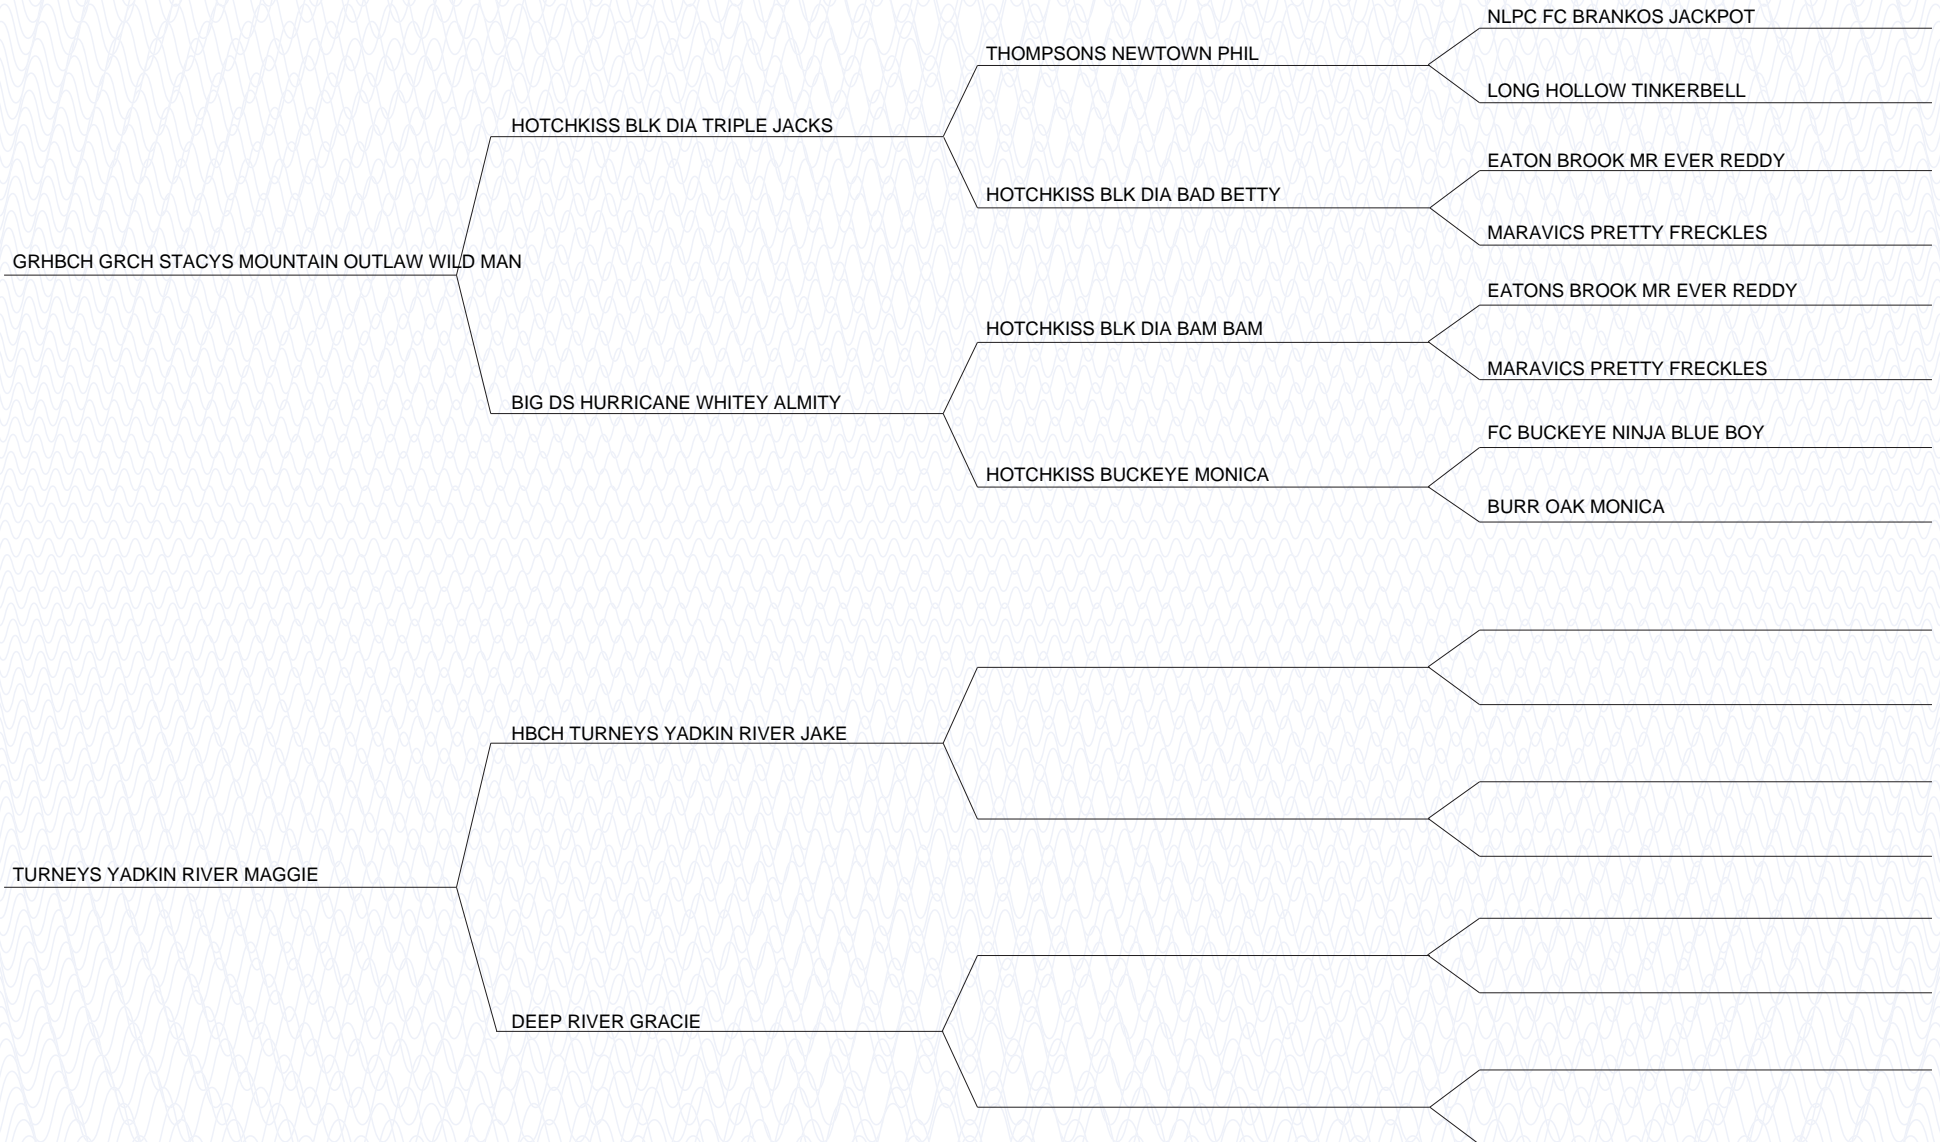 NLPC FC BRANKOS JACKPOT
THOMPSONS NEWTOWN PHIL
LONG HOLLOW TINKERBELL
HOTCHKISS BLK DIA TRIPLE JACKS
EATON BROOK MR EVER REDDY
HOTCHKISS BLK DIA BAD BETTY
MARAVICS PRETTY FRECKLES
GRHBCH GRCH STACYS MOUNTAIN OUTLAW WILD MAN
EATONS BROOK MR EVER REDDY
HOTCHKISS BLK DIA BAM BAM
MARAVICS PRETTY FRECKLES
BIG DS HURRICANE WHITEY ALMITY
FC BUCKEYE NINJA BLUE BOY
HOTCHKISS BUCKEYE MONICA
BURR OAK MONICA
HBCH TURNEYS YADKIN RIVER JAKE
TURNEYS YADKIN RIVER MAGGIE
DEEP RIVER GRACIE